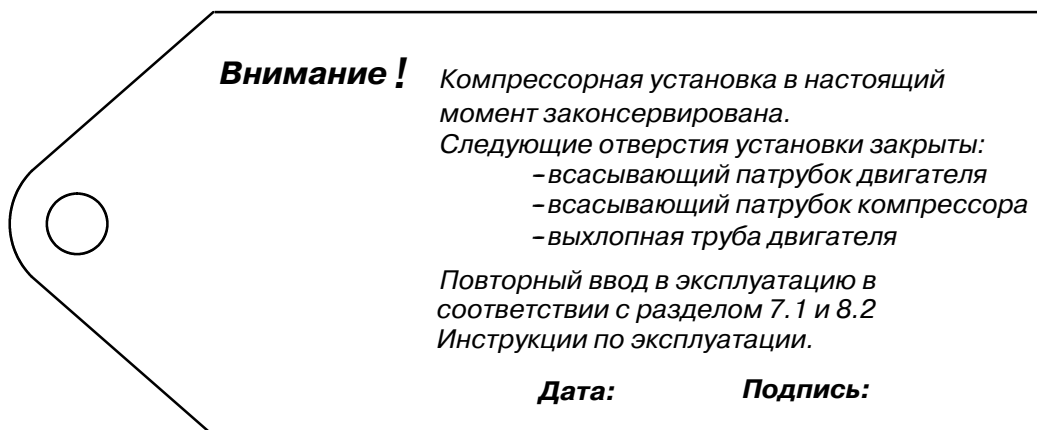 Внимание ! Компрессорная установка в настоящий
момент законсервирована.
Следующие отверстия установки закрыты:
-всасывающий патрубок двигателя
-всасывающий патрубок компрессора
-выхлопная труба двигателя
Повторный ввод в эксплуатацию в
соответствии с разделом 7.1 и 8.2
Инструкции по эксплуатации.
Дата: Подпись: